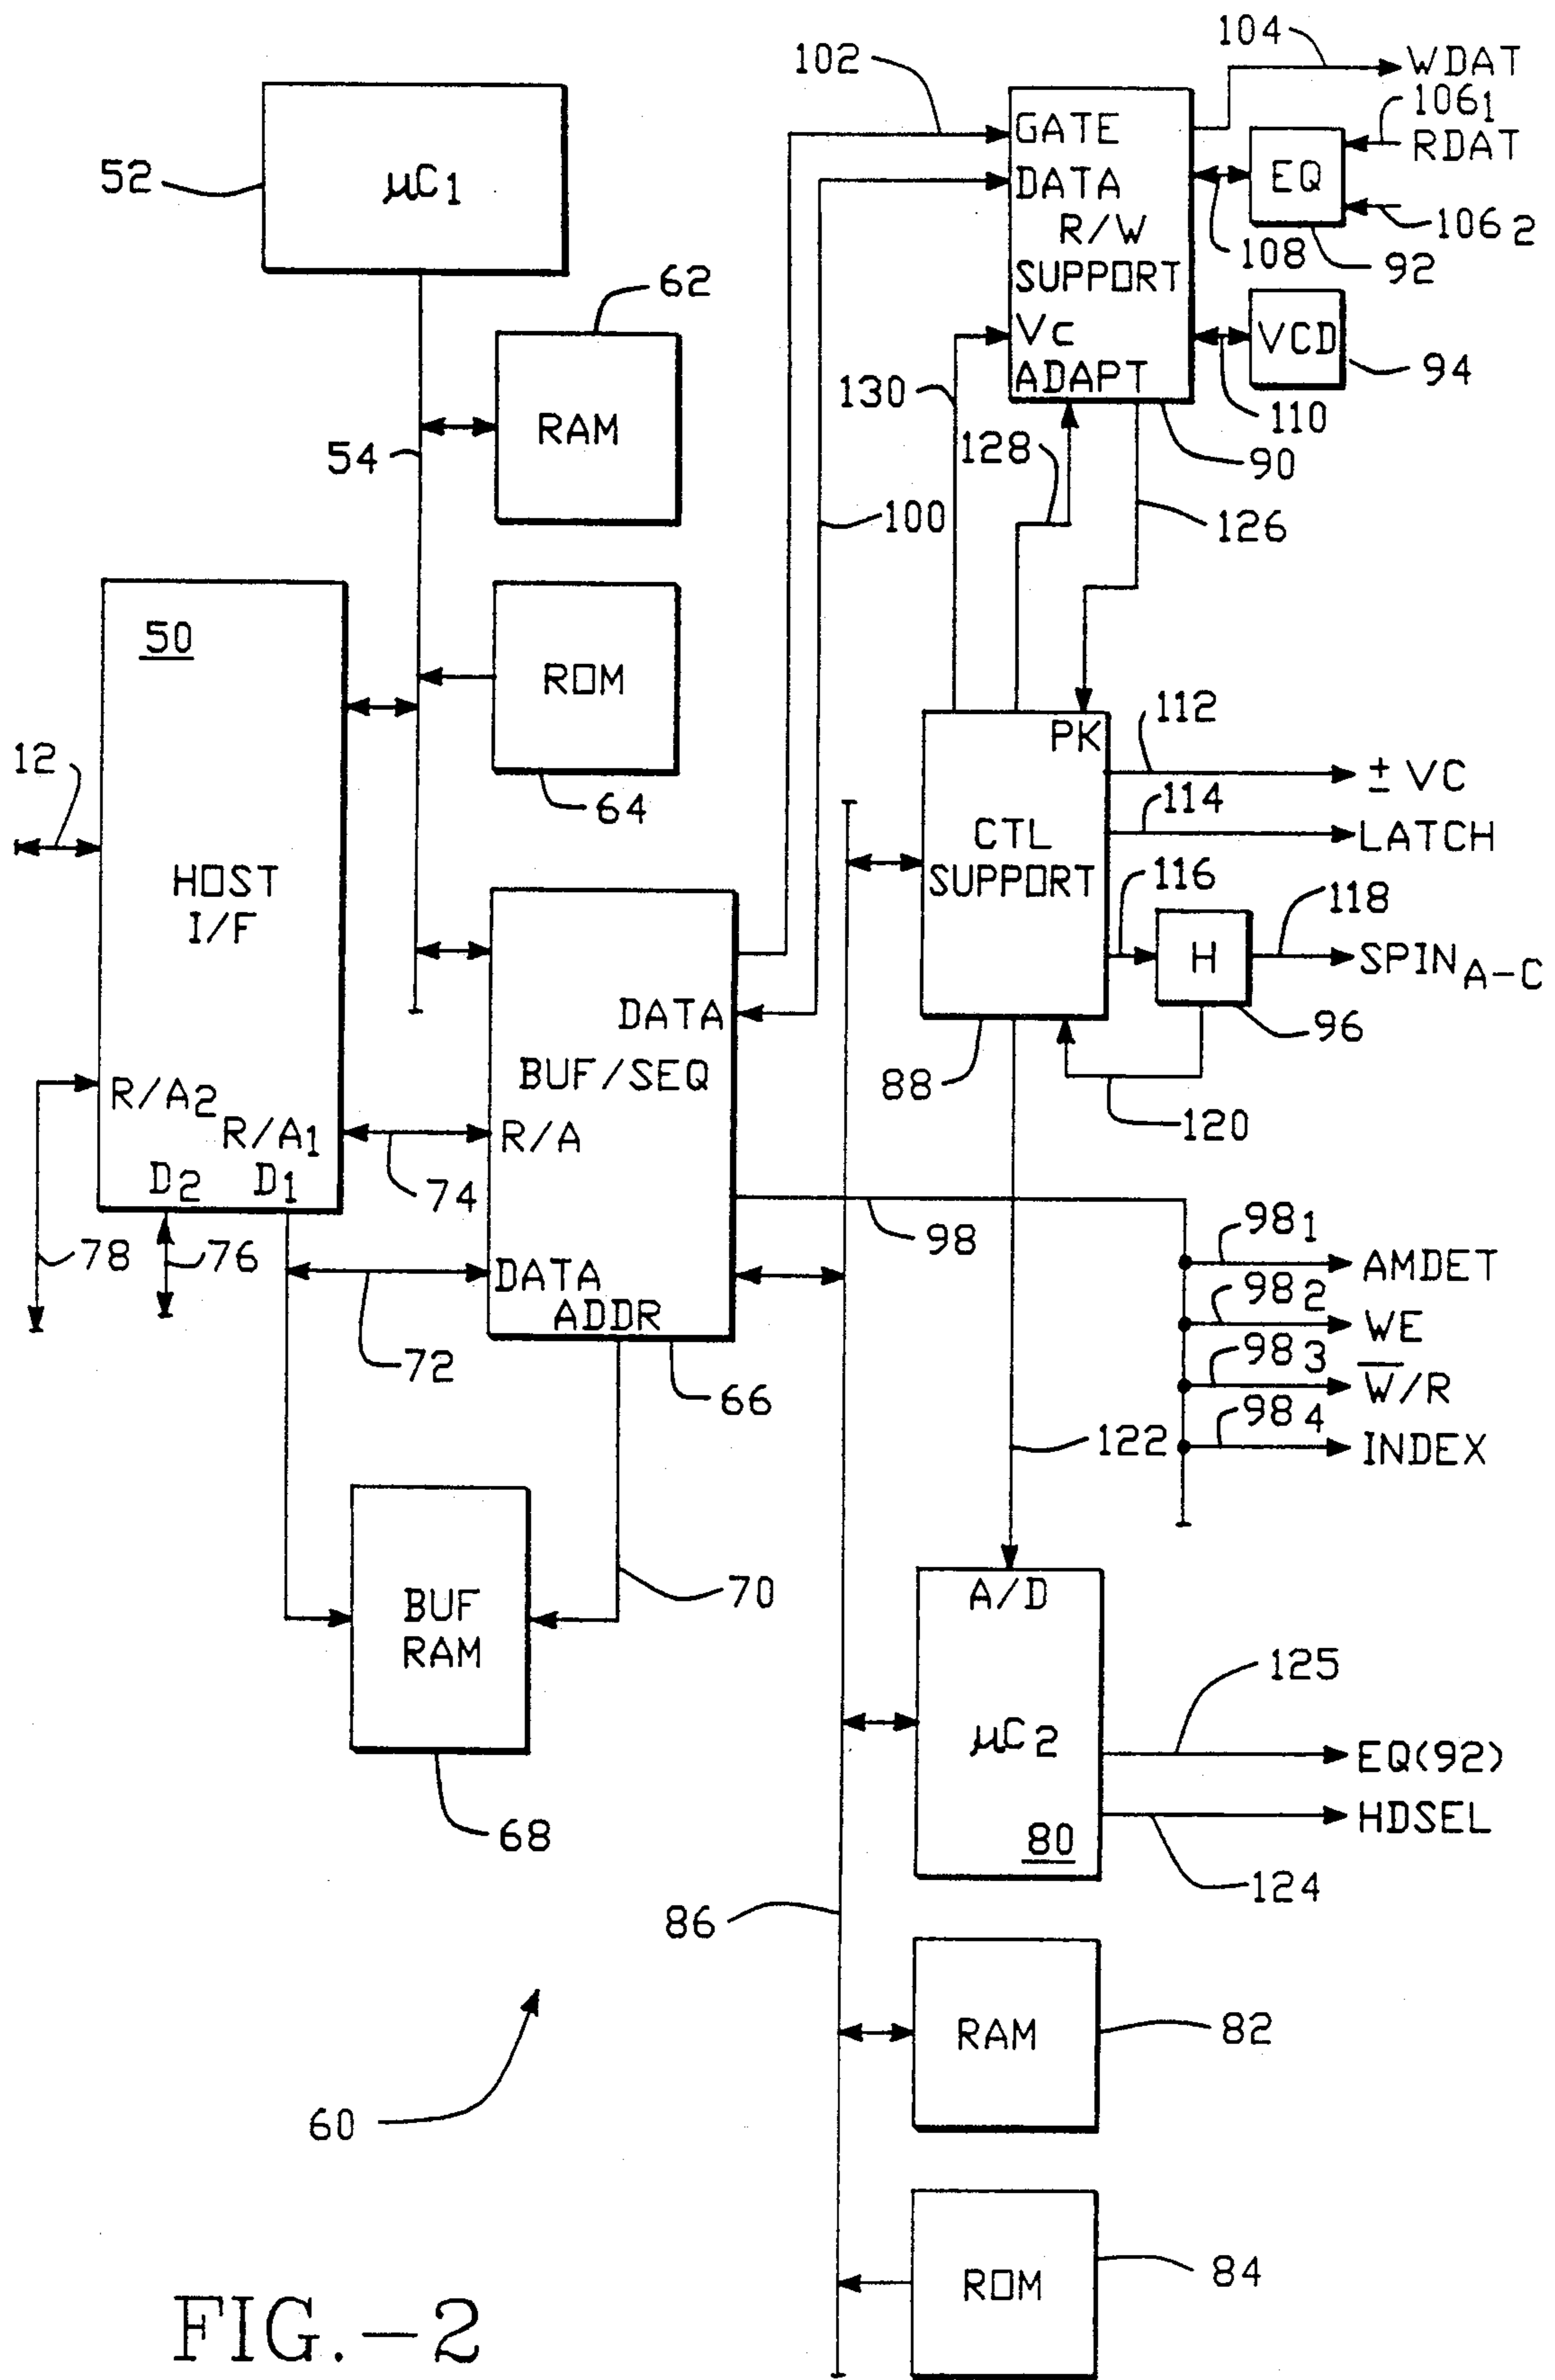 104
WDAT
102
106₁
RDAT
GATE
52
μC₁
DATA
EQ
R/W
106₂
108
92
SUPPORT
62
Vc
VCO
ADAPT
94
130
RAM
110
54
128
90
100
126
50
ROM
112
PK
12
± VC
64
114
CTL
LATCH
HOST
SUPPORT
116
118
I/F
H
SPIN_A-C
DATA
96
BUF/SEQ
88
R/A₂
120
R/A₁
R/A
D₂
D₁
74
98₁
98
78
76
AMDET
DATA
98₂
ADDR
WE
72
98₃
W̅/R
66
98₄
122
INDEX
70
A/D
BUF
RAM
125
μC₂
EQ(92)
68
HDSEL
80
124
86
RAM
82
60
ROM
84
FIG.-2